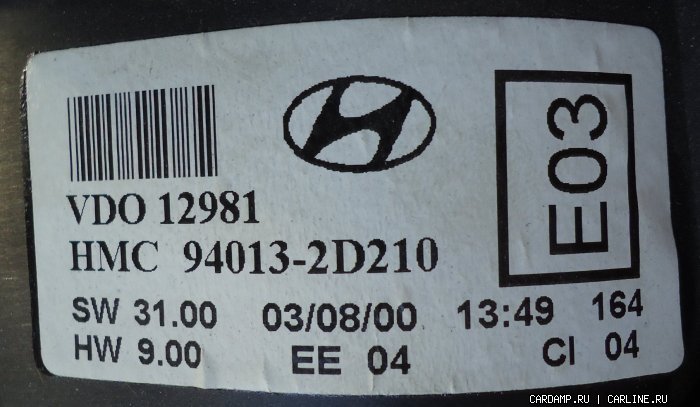 VDO 12981
HMC 94013-2D210
E03
SW 31.00 03/08/00 13:49 164
HW 9.00 EE 04 CI 04
CARDAMP.RU | CARLINE.RU